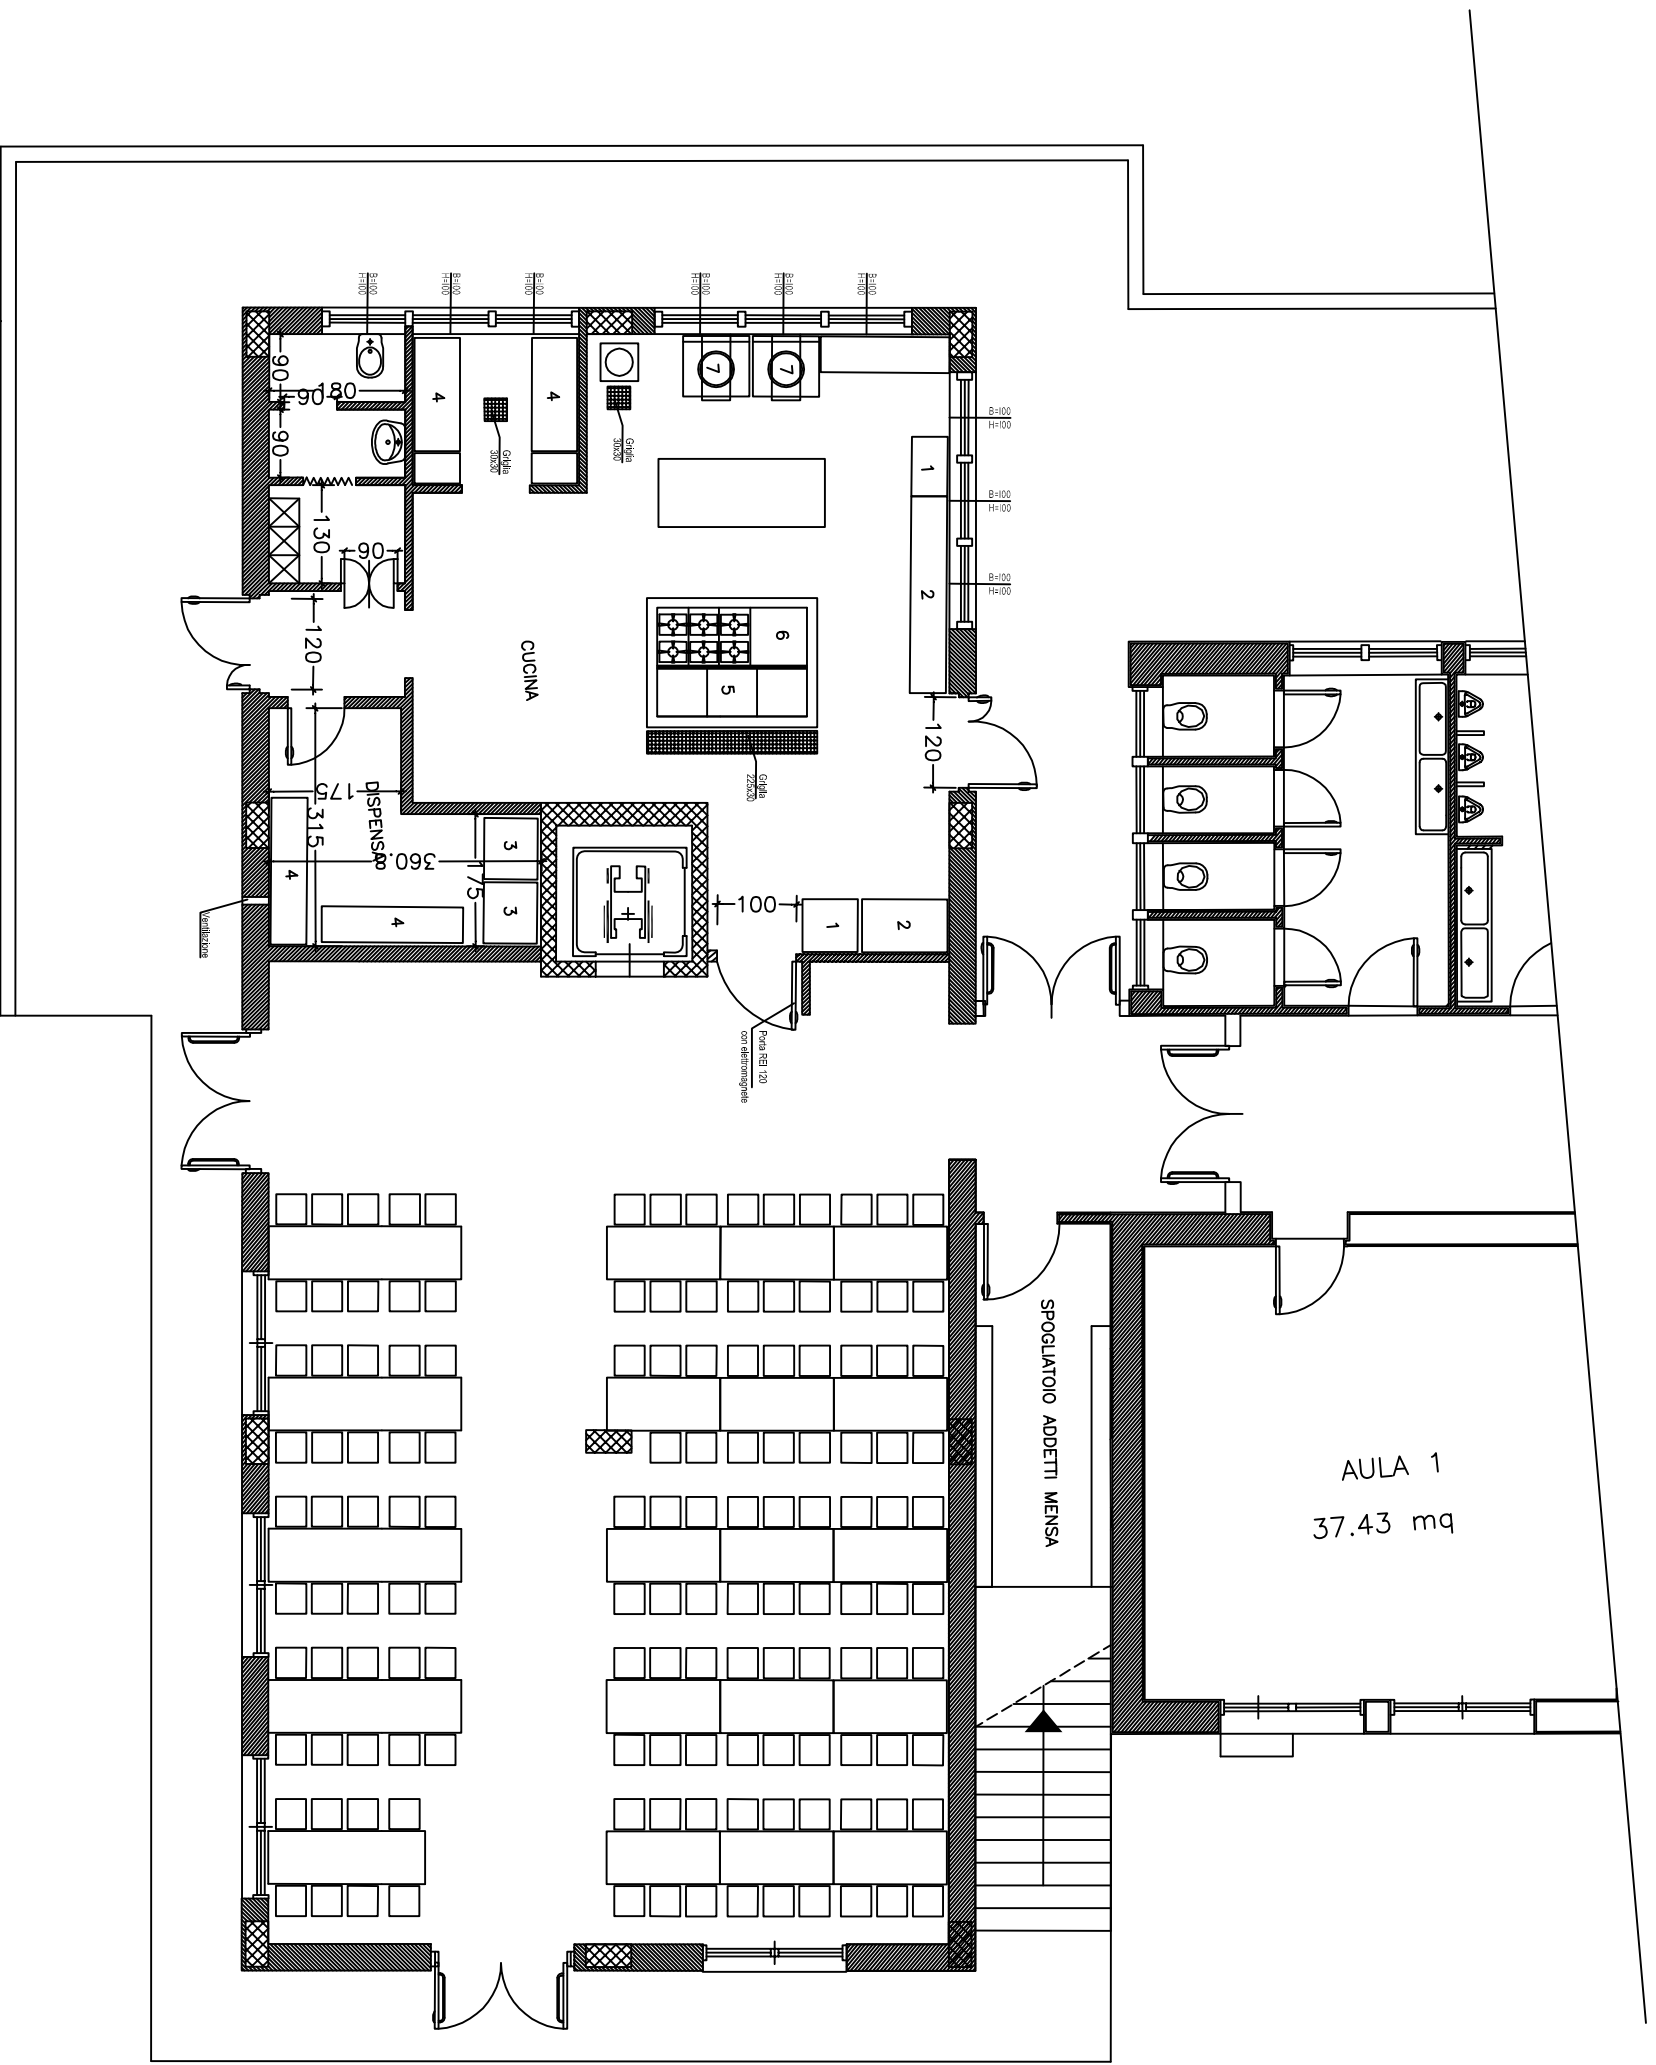 B=100
H=100
B=100
H=100
B=100
H=100
B=100
H=100
B=100
H=100
B=100
H=100
90
180
90
90
130
90
120
4
4
Griglia
30x30
Griglia
30x30
7
7
1
2
B=100
H=100
B=100
H=100
B=100
H=100
CUCINA
6
5
Griglia
225x30
120
DISPENSA
175
315
360.8
175
3
3
4
4
Ventilazione
100
1
2
Porta REI 120
con elettromagnete
SPOGLIATOIO ADDETTI MENSA
AULA 1
37.43 mq